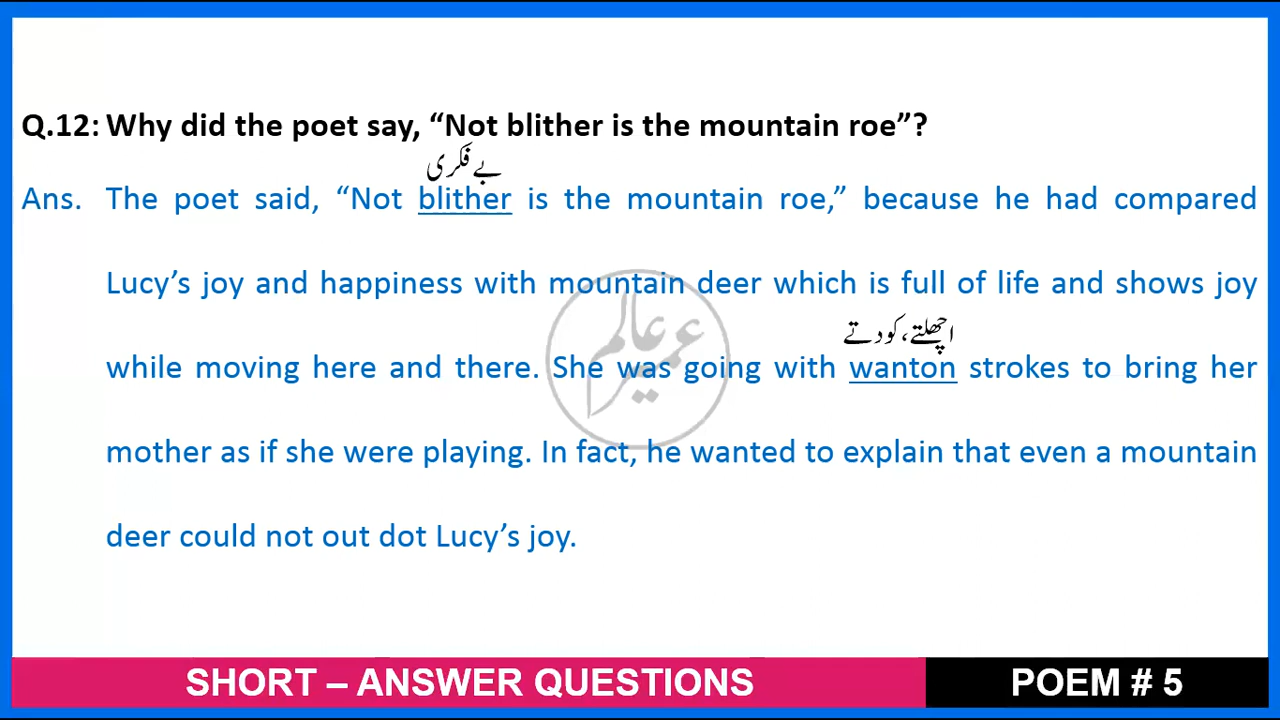 Q.12: Why did the poet say, “Not blither is the mountain roe”?
بے فکری
Ans. The poet said, “Not blither is the mountain roe,” because he had compared
Lucy’s joy and happiness with mountain deer which is full of life and shows joy
اچھلتے، کودتے
while moving here and there. She was going with wanton strokes to bring her
عمیر عالم
mother as if she were playing. In fact, he wanted to explain that even a mountain
deer could not out dot Lucy’s joy.
SHORT – ANSWER QUESTIONS
POEM # 5